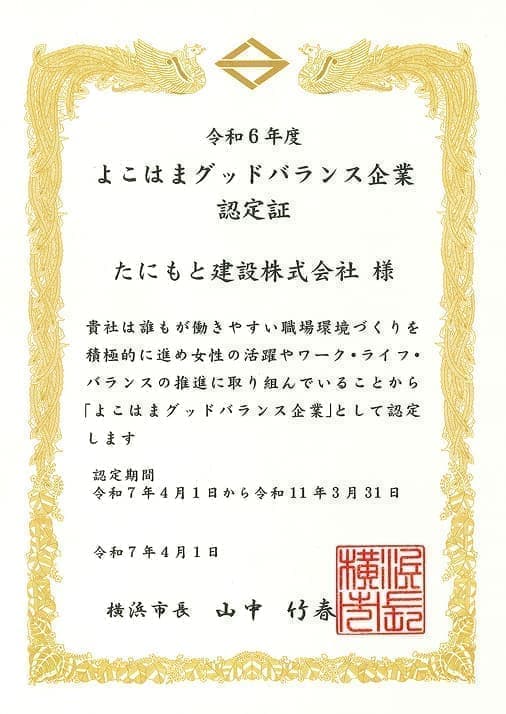 令和６年度
よこはまグッドバランス企業
認定証
たにもと建設株式会社 様
貴社は誰もが働きやすい職場環境づくりを
積極的に進め女性の活躍やワーク・ライフ・
バランスの推進に取り組んでいることから
「よこはまグッドバランス企業」として認定
します
認定期間
令和７年４月１日から令和11年３月31日
令和７年４月１日
横浜市長 山中 竹春
横浜市長